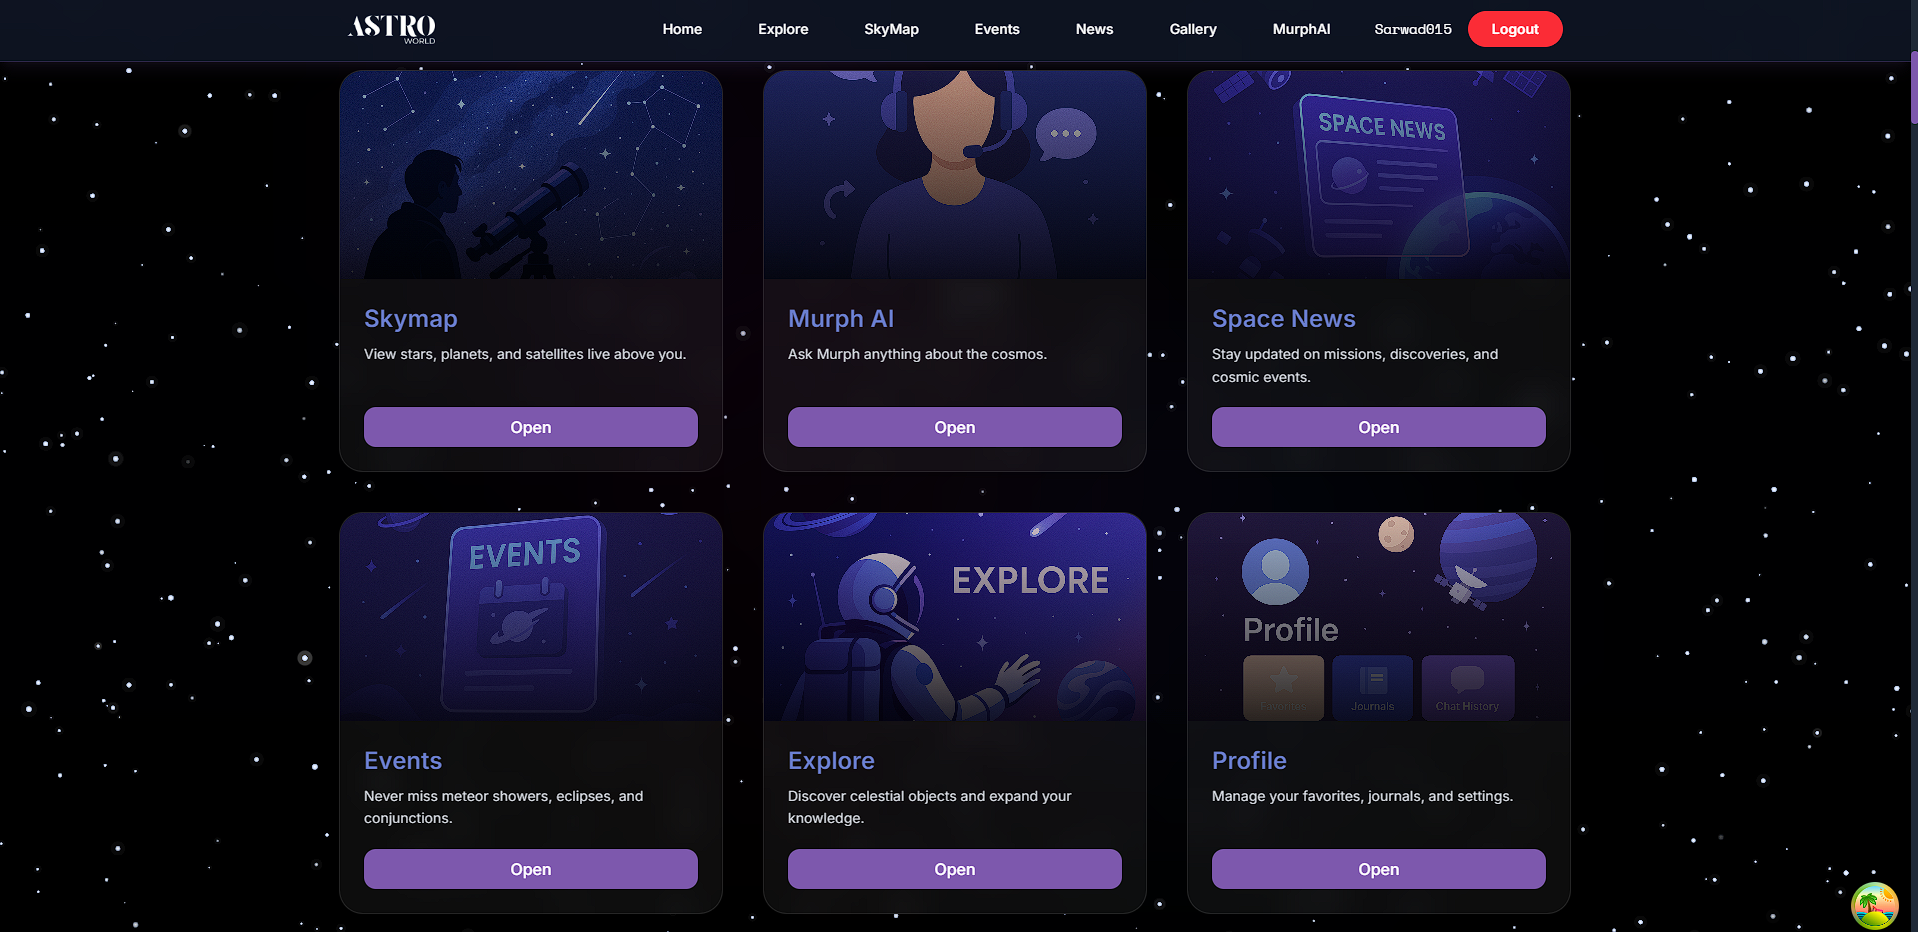 ASTRO
WORLD
Home
Explore
SkyMap
Events
News
Gallery
MurphAI
Sarwad015
Logout
SPACE NEWS
Skymap
View stars, planets, and satellites live above you.
Open
Murph AI
Ask Murph anything about the cosmos.
Open
Space News
Stay updated on missions, discoveries, and
cosmic events.
Open
EVENTS
EXPLORE
Profile
Favorites
Journals
Chat History
Events
Never miss meteor showers, eclipses, and
conjunctions.
Open
Explore
Discover celestial objects and expand your
knowledge.
Open
Profile
Manage your favorites, journals, and settings.
Open